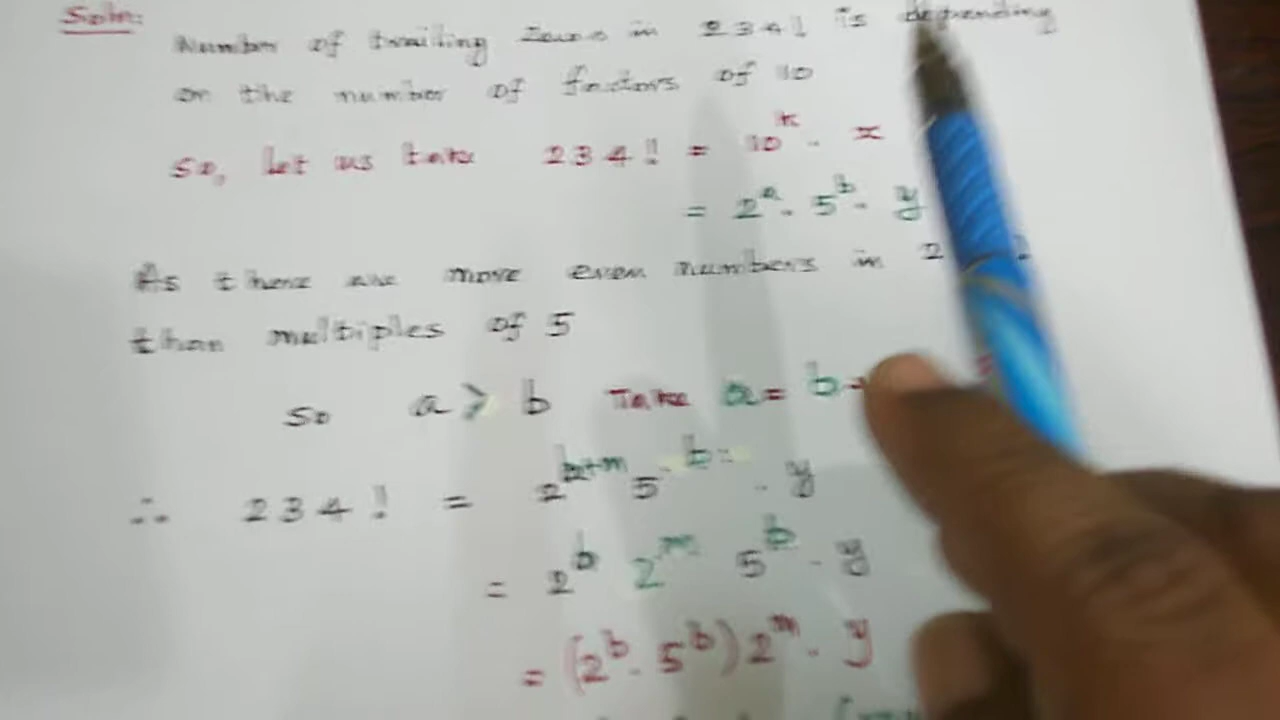 Soln:
Number of trailing zeros in 234! is depending
on the number of factors of 10
So, let us take 234! = 10^k . x
= 2^a . 5^b . y
As there are more even numbers in 2
than multiples of 5
so a > b Take a = b +
∴ 234! = 2^b+m 5^b . y
= 2^b 2^m 5^b . y
= (2^b . 5^b) 2^m . y